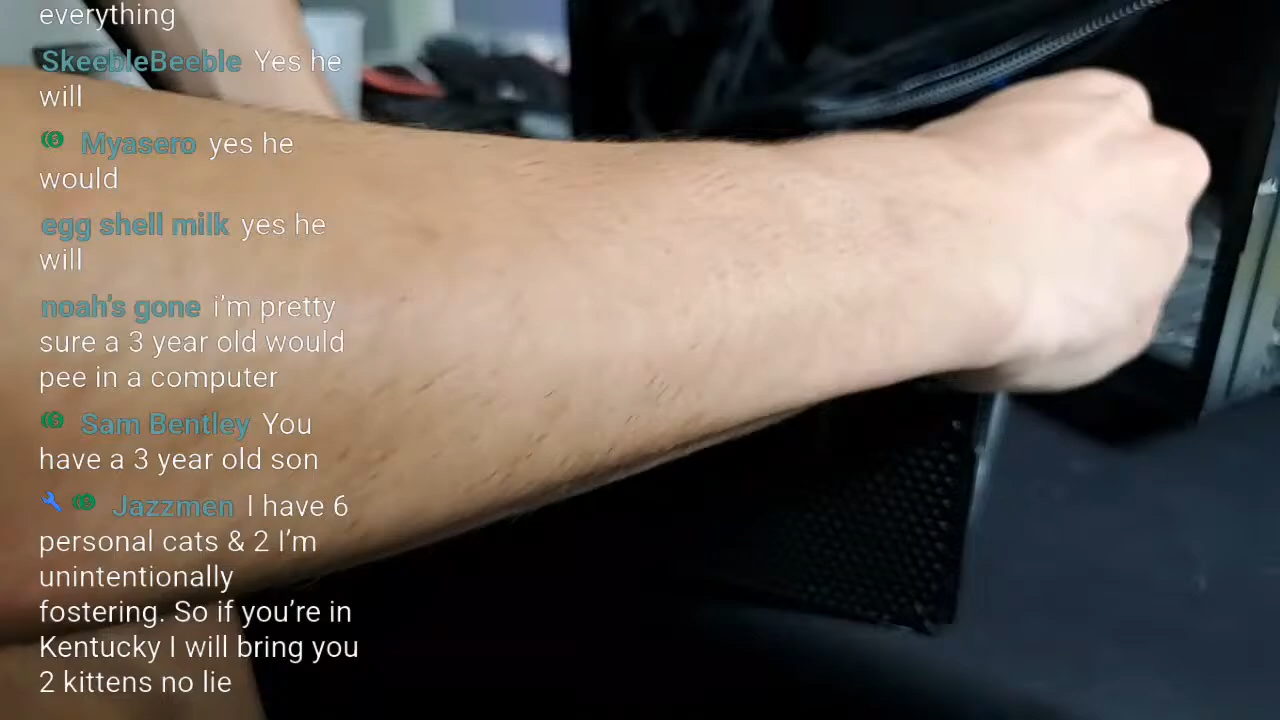 everything
SkeebleBeeble Yes he
will
Myasero yes he
would
egg shell milk yes he
will
noah's gone i'm pretty
sure a 3 year old would
pee in a computer
Sam Bentley You
have a 3 year old son
Jazzmen I have 6
personal cats & 2 I’m
unintentionally
fostering. So if you’re in
Kentucky I will bring you
2 kittens no lie